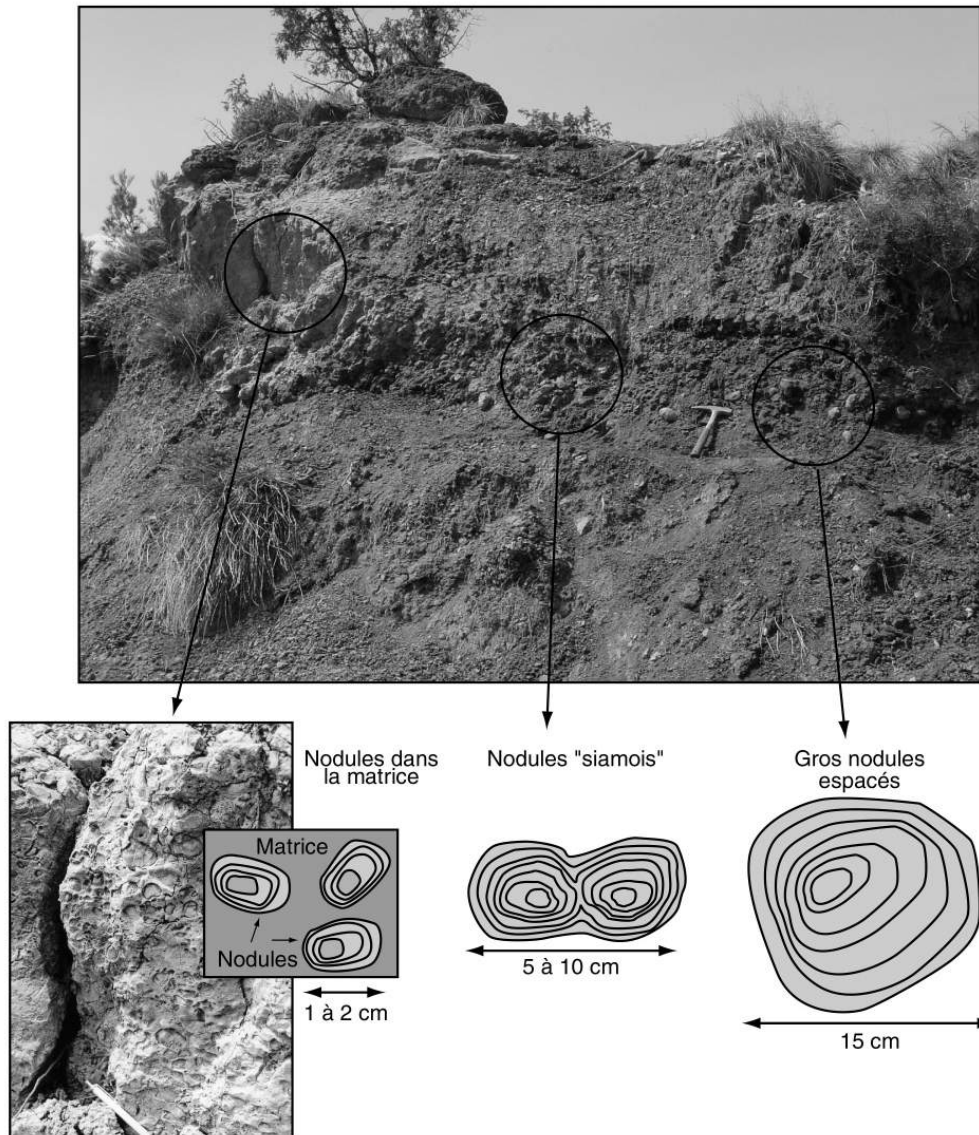 Nodules dans
la matrice
Nodules "siamois"
Gros nodules
espacés
Matrice
Nodules
1 à 2 cm
5 à 10 cm
15 cm